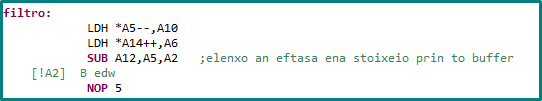 filtro:
LDH *A5--,A10
LDH *A14++,A6
SUB A12,A5,A2 ;elenxo an eftasa ena stoixeio prin to buffer
[!A2] B edw
NOP 5